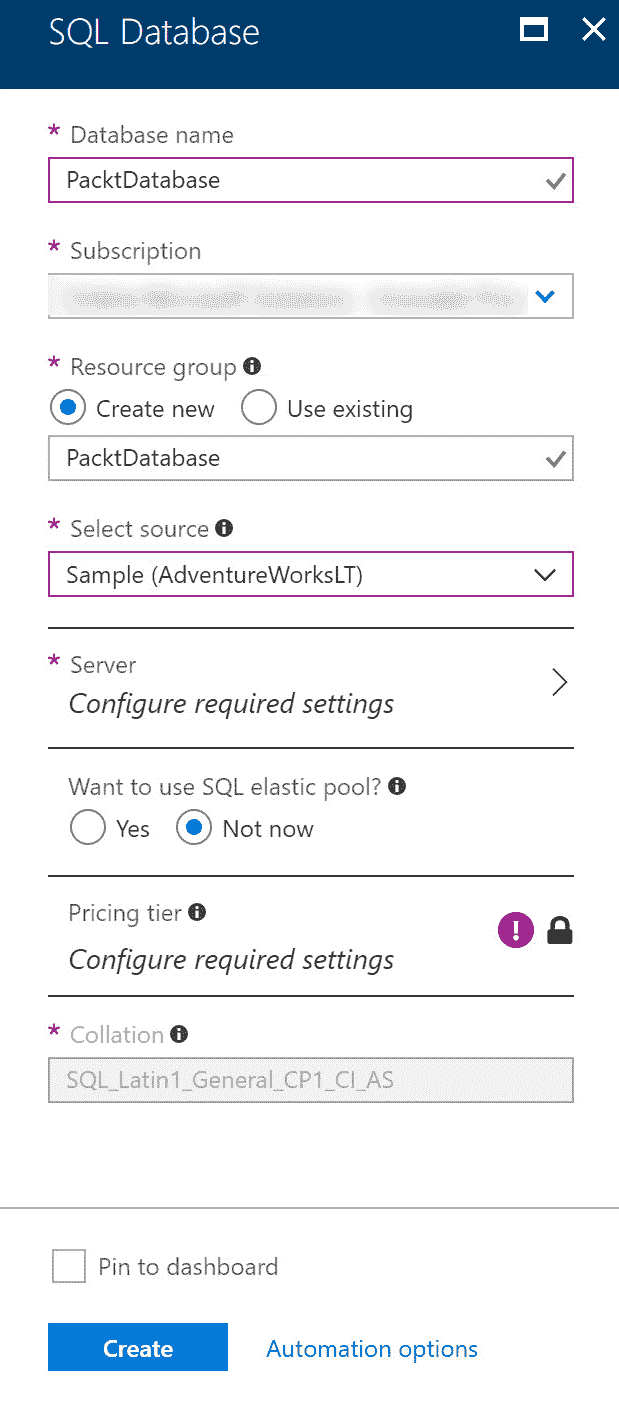 SQL Database
* Database name
PacktDatabase
* Subscription
* Resource group
Create new Use existing
PacktDatabase
* Select source
Sample (AdventureWorksLT)
* Server
Configure required settings
Want to use SQL elastic pool?
Yes Not now
Pricing tier
Configure required settings
* Collation
SQL_Latin1_General_CP1_CI_AS
Pin to dashboard
Create Automation options